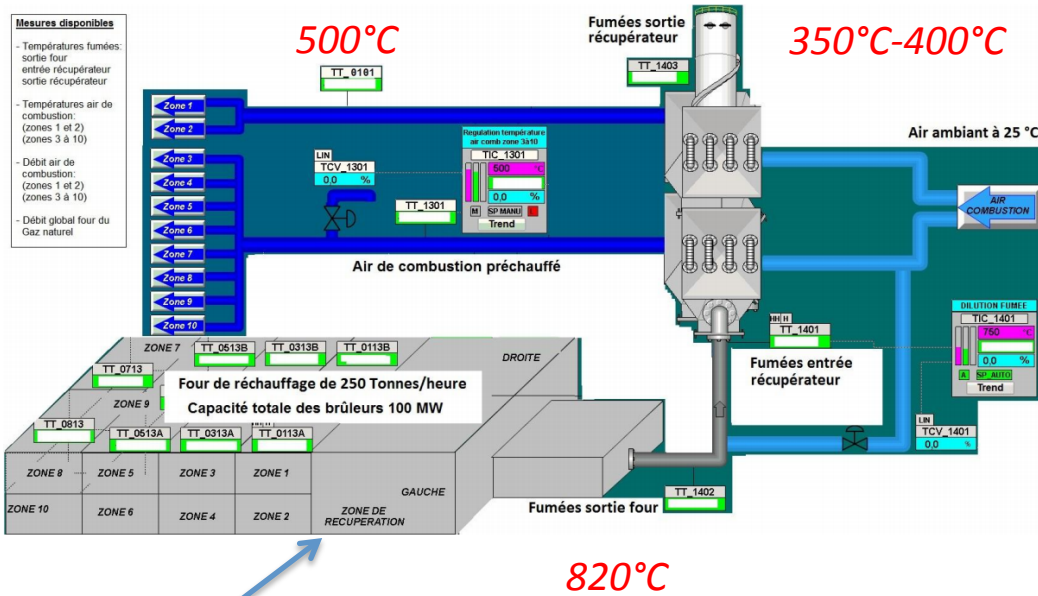 Mesures disponibles
- Températures fumées:
sortie four
entrée récupérateur
sortie récupérateur
- Températures air de
combustion:
(zones 1 et 2)
(zones 3 à 10)
- Débit air de
combustion:
(zones 1 et 2)
(zones 3 à 10)
- Débit global four du
Gaz naturel
500°C
Fumées sortie
récupérateur
350°C-400°C
TT_0101
TT_1403
Air ambiant à 25 °C
Zone 1
Zone 2
Zone 3
Zone 4
Zone 5
Zone 6
Zone 7
Zone 8
Zone 9
Zone 10
LIN
TCV_1301
0,0 %
TT_1301
Regulation température
air comb zone 3à10
TIC_1301
500 °C
0,0 %
M SP MANU
Trend
AIR
COMBUSTION
Air de combustion préchauffé
DILUTION FUMEE
TIC_1401
750 °C
0,0 %
A SP_AUTO
Trend
HH H
TT_1401
Fumées entrée
récupérateur
LIN
TCV_1401
0,0 %
ZONE 7
TT_0513B
TT_0313B
TT_0113B
DROITE
TT_0713
ZONE 9
Four de réchauffage de 250 Tonnes/heure
Capacité totale des brûleurs 100 MW
TT_0813
TT_0513A
TT_0313A
TT_0113A
ZONE 8
ZONE 5
ZONE 3
ZONE 1
GAUCHE
ZONE 10
ZONE 6
ZONE 4
ZONE 2
ZONE DE
RECUPERATION
TT_1402
Fumées sortie four
820°C